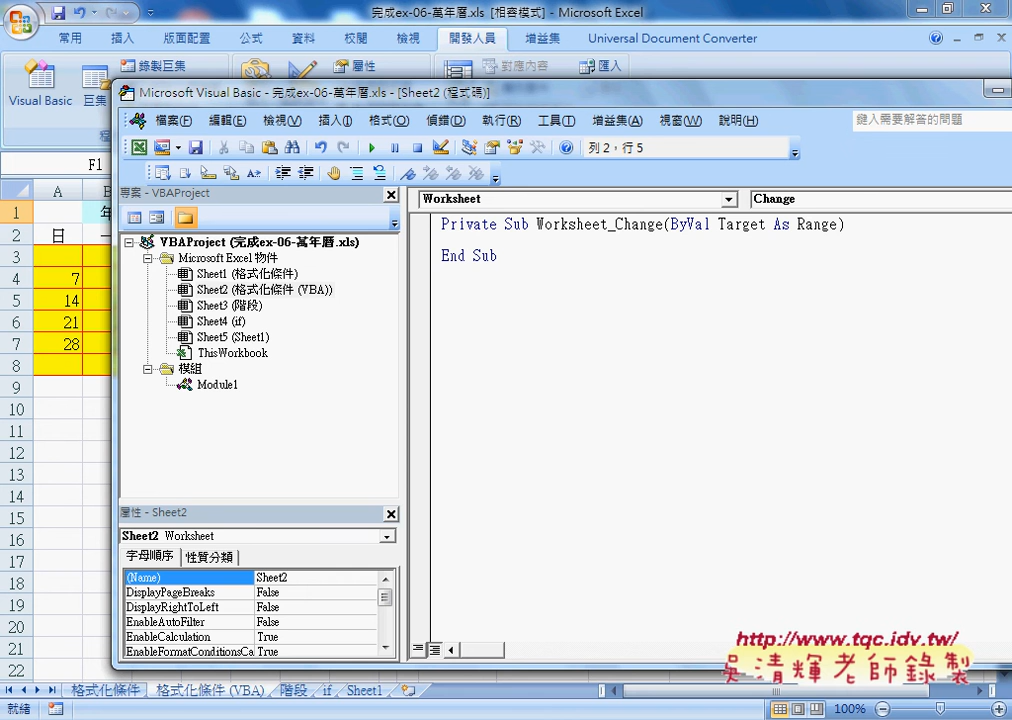 完成ex-06-萬年曆.xls [相容模式] - Microsoft Excel
常用 插入 版面配置 公式 資料 校閱 檢視 開發人員 增益集 Universal Document Converter
Visual Basic 巨集 錄製巨集 屬性 對應內容 匯入
Microsoft Visual Basic - 完成ex-06-萬年曆.xls - [Sheet2 (程式碼)]
檔案(F) 編輯(E) 檢視(V) 插入(I) 格式(O) 偵錯(D) 執行(R) 工具(T) 增益集(A) 視窗(W) 說明(H) 鍵入需要解答的問題
列 2，行 5
F1
專案 - VBAProject
Worksheet Change
A B
1 年
2 日 一
3
4 7
5 14
6 21
7 28
8
9
10
11
12
13
14
15
16
17
18
19
20
21
22
VBAProject (完成ex-06-萬年曆.xls)
Microsoft Excel 物件
Sheet1 (格式化條件)
Sheet2 (格式化條件 (VBA))
Sheet3 (階段)
Sheet4 (if)
Sheet5 (Sheet1)
ThisWorkbook
模組
Module1
Private Sub Worksheet_Change(ByVal Target As Range)
End Sub
屬性 - Sheet2
Sheet2 Worksheet
字母順序 性質分類
(Name) Sheet2
DisplayPageBreaks False
DisplayRightToLeft False
EnableAutoFilter False
EnableCalculation True
EnableFormatConditionsCa True
http://www.tqc.idv.tw/
吳清輝老師錄製
格式化條件 格式化條件 (VBA) 階段 if Sheet1
就緒 100%